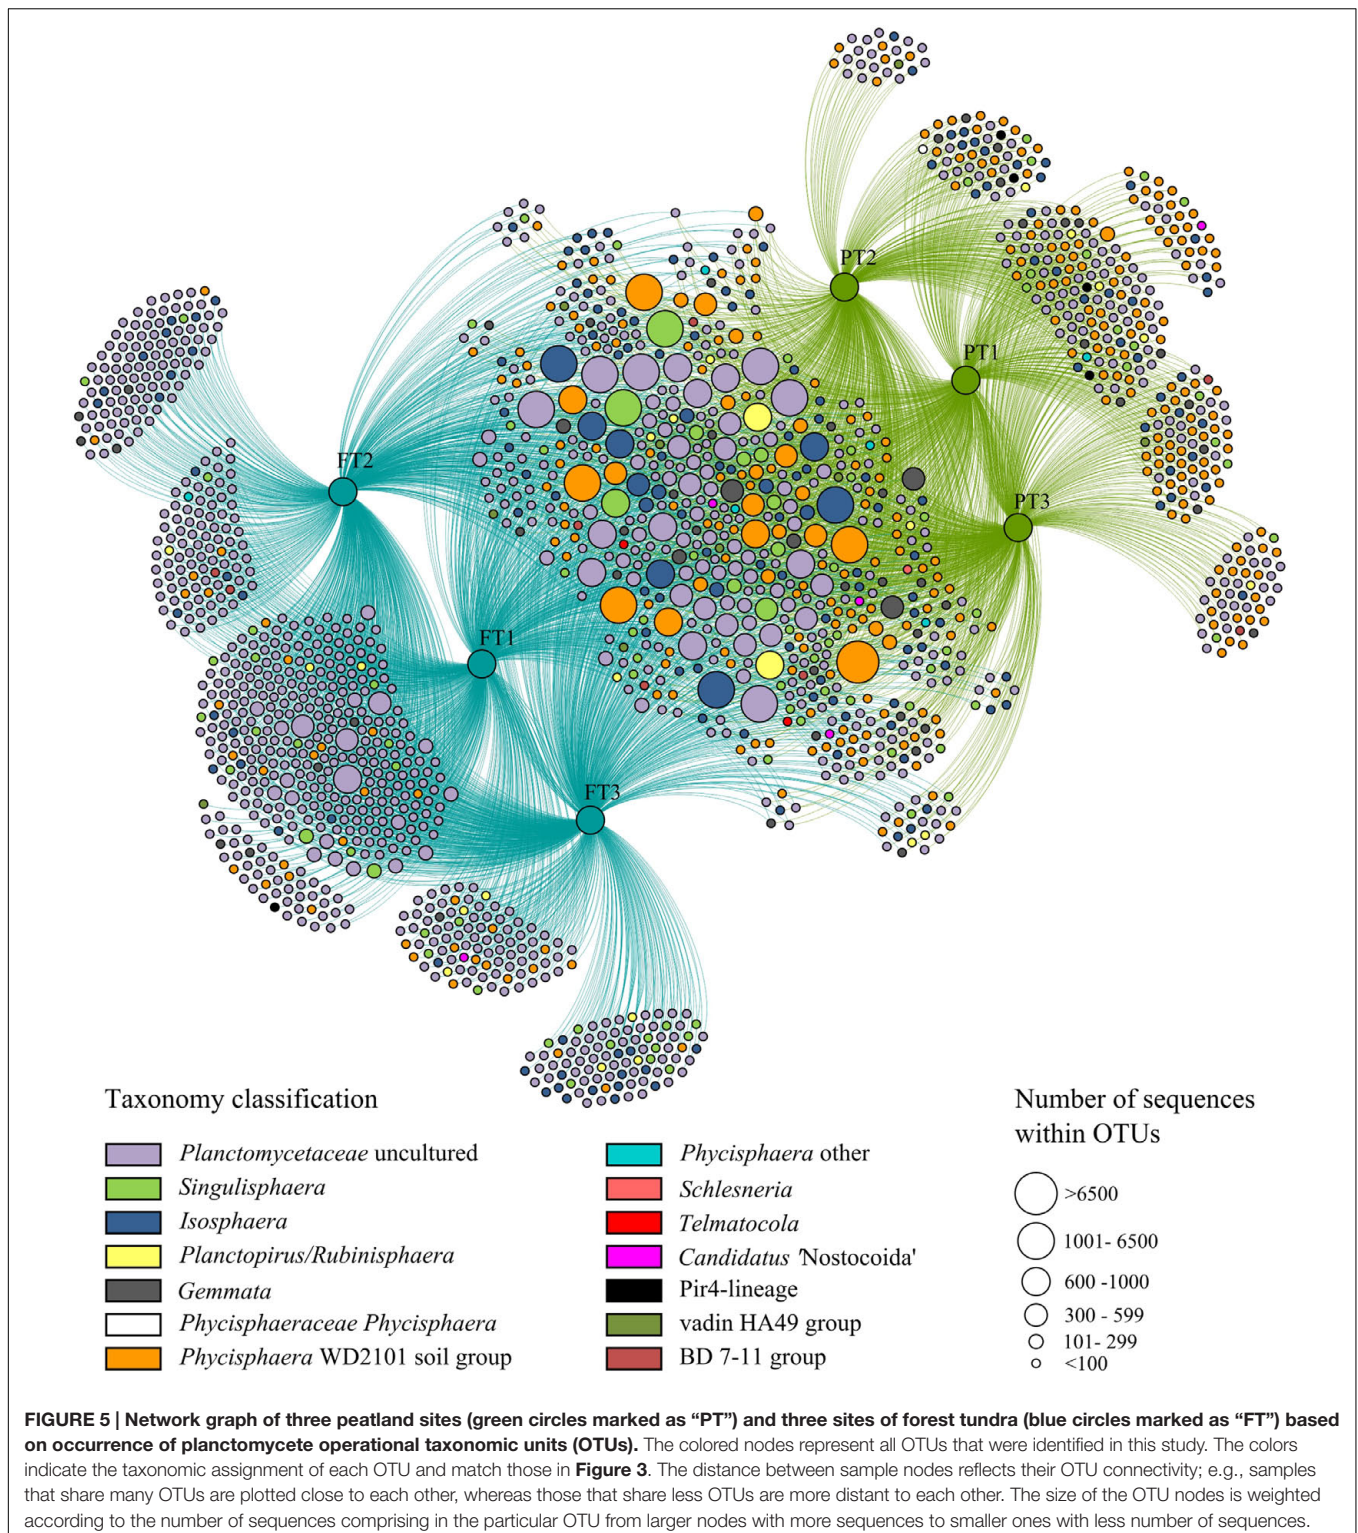 PT2
PT1
FT2
PT3
FT1
FT3
Taxonomy classification
Planctomycetaceae uncultured
Singulisphaera
Isosphaera
Planctopirus/Rubinisphaera
Gemmata
Phycisphaeraceae Phycisphaera
Phycisphaera WD2101 soil group
Phycisphaera other
Schlesneria
Telmatocola
Candidatus 'Nostocoida'
Pir4-lineage
vadin HA49 group
BD 7-11 group
Number of sequences
within OTUs
>6500
1001- 6500
600 -1000
300 - 599
101- 299
<100
FIGURE 5 | Network graph of three peatland sites (green circles marked as “PT”) and three sites of forest tundra (blue circles marked as “FT”) based
on occurrence of planctomycete operational taxonomic units (OTUs). The colored nodes represent all OTUs that were identified in this study. The colors
indicate the taxonomic assignment of each OTU and match those in Figure 3. The distance between sample nodes reflects their OTU connectivity; e.g., samples
that share many OTUs are plotted close to each other, whereas those that share less OTUs are more distant to each other. The size of the OTU nodes is weighted
according to the number of sequences comprising in the particular OTU from larger nodes with more sequences to smaller ones with less number of sequences.